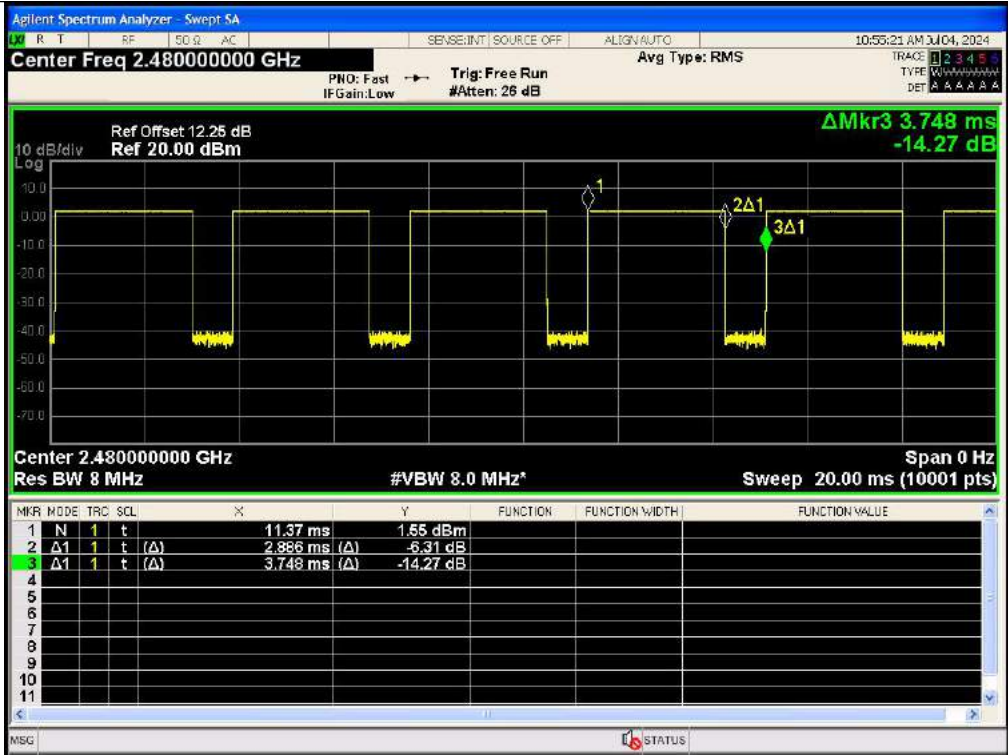 Agilent Spectrum Analyzer - Swept SA
LXI R T RF 50 Ω AC SENSE:INT SOURCE OFF ALIGN AUTO 10:55:21 AM Jul 04, 2024
Center Freq 2.480000000 GHz Avg Type: RMS TRACE 1 2 3 4 5 6
PNO: Fast Trig: Free Run TYPE
IFGain:Low #Atten: 26 dB DET A A A A A A
ΔMkr3 3.748 ms
Ref Offset 12.25 dB
10 dB/div Ref 20.00 dBm -14.27 dB
Log
10.0
1
0.00
2Δ1
3Δ1
-10.0
-20.0
-30.0
-40.0
-50.0
-60.0
-70.0
Center 2.480000000 GHz Span 0 Hz
Res BW 8 MHz #VBW 8.0 MHz* Sweep 20.00 ms (10001 pts)
MKR MODE TRC SCL X Y FUNCTION FUNCTION WIDTH FUNCTION VALUE
1 N 1 t 11.37 ms 1.55 dBm
2 Δ1 1 t (Δ) 2.886 ms (Δ) -6.31 dB
3 Δ1 1 t (Δ) 3.748 ms (Δ) -14.27 dB
4
5
6
7
8
9
10
11
MSG STATUS